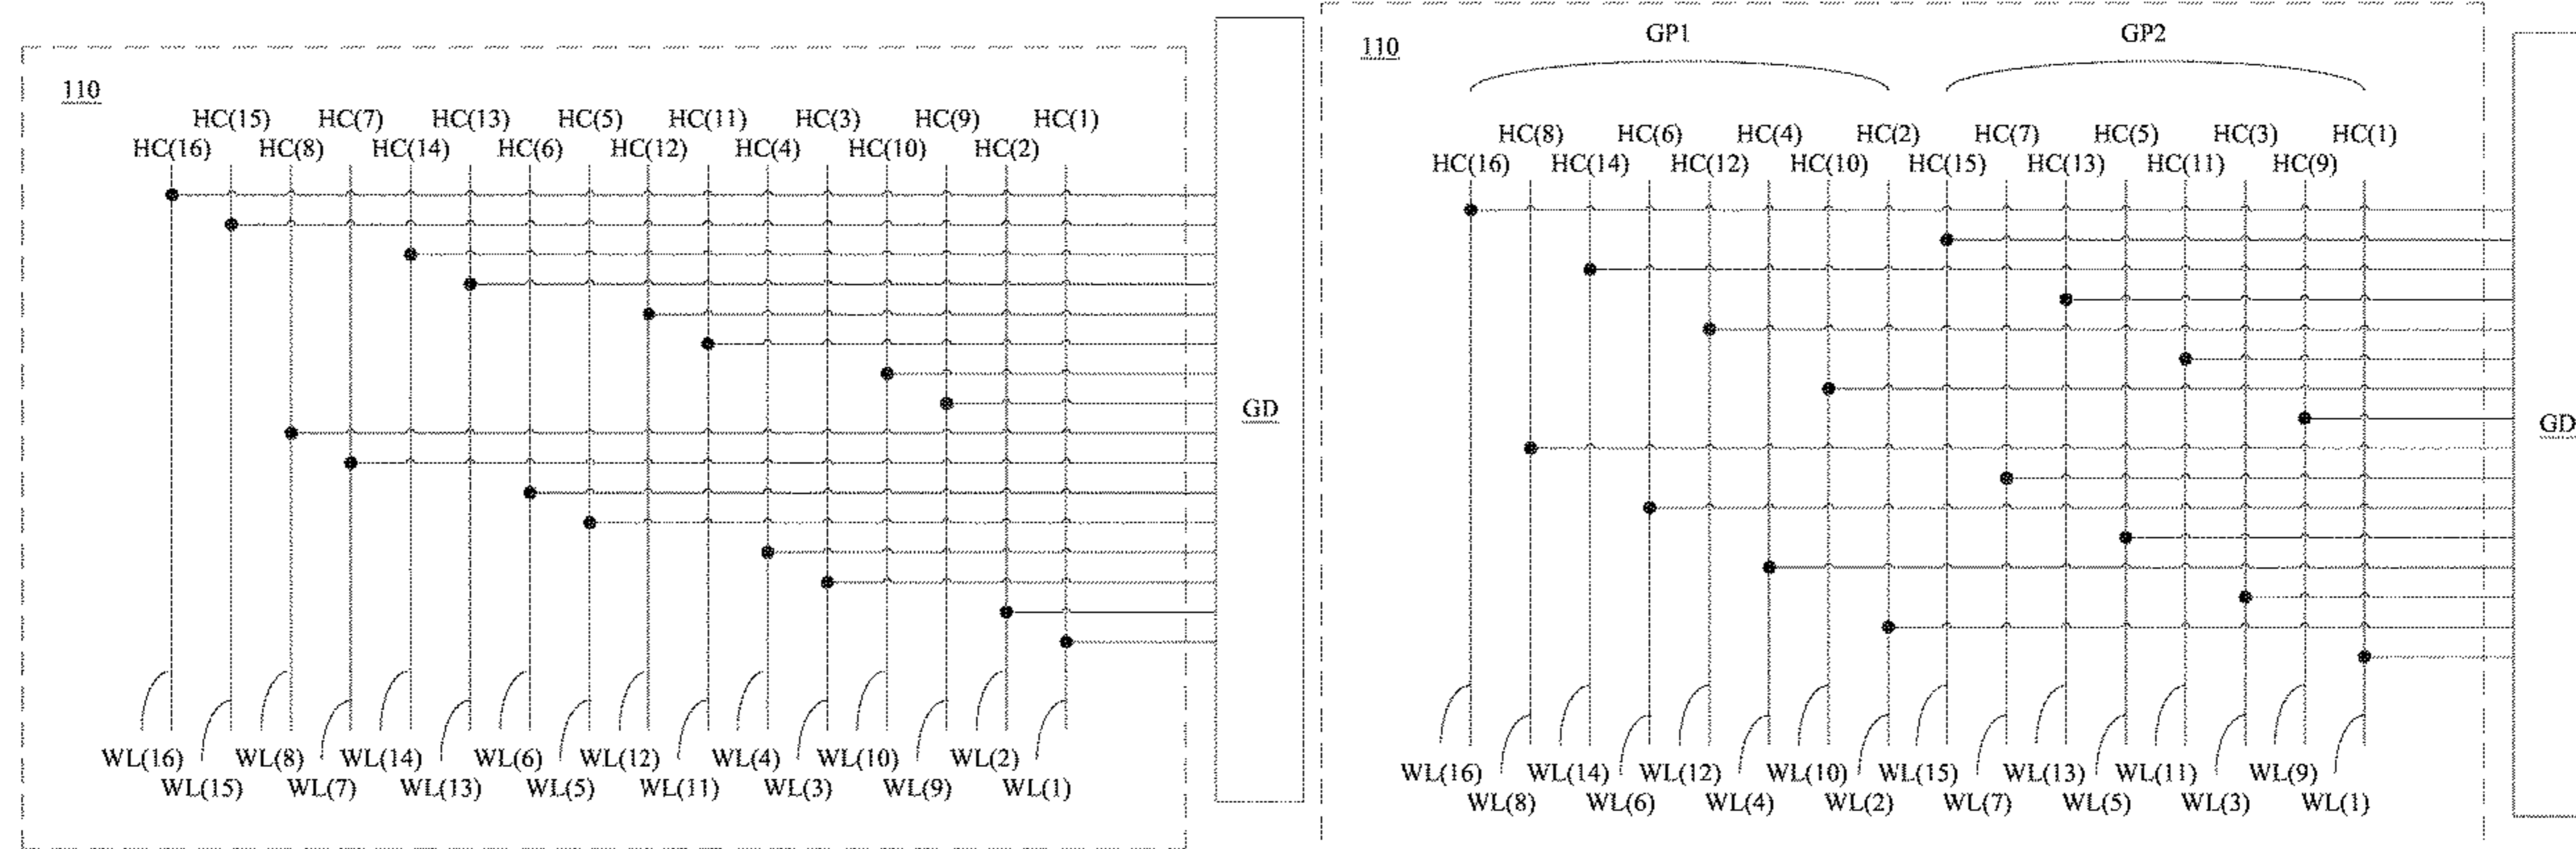 110
HC(15) HC(7) HC(13) HC(5) HC(11) HC(3) HC(9) HC(1)
HC(16) HC(8) HC(14) HC(6) HC(12) HC(4) HC(10) HC(2)
GD
WL(16) WL(8) WL(14) WL(6) WL(12) WL(4) WL(10) WL(2)
WL(15) WL(7) WL(13) WL(5) WL(11) WL(3) WL(9) WL(1)
GP1 GP2
110
HC(8) HC(6) HC(4) HC(2) HC(7) HC(5) HC(3) HC(1)
HC(16) HC(14) HC(12) HC(10) HC(15) HC(13) HC(11) HC(9)
GD
WL(16) WL(14) WL(12) WL(10) WL(15) WL(13) WL(11) WL(9)
WL(8) WL(6) WL(4) WL(2) WL(7) WL(5) WL(3) WL(1)